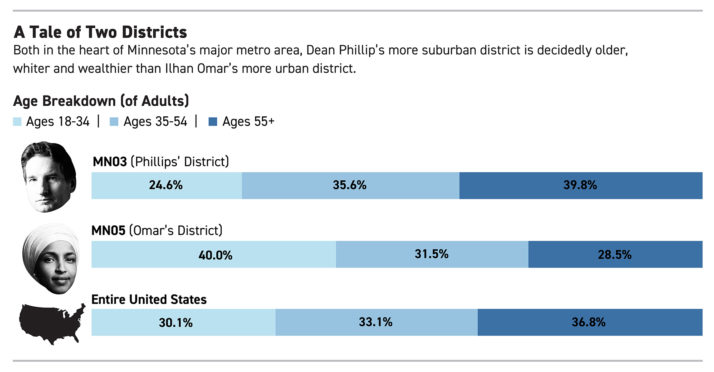 A Tale of Two Districts
Both in the heart of Minnesota's major metro area, Dean Phillip's more suburban district is decidedly older,
whiter and wealthier than Ilhan Omar's more urban district.
Age Breakdown (of Adults)
Ages 18-34 | Ages 35-54 | Ages 55+
MN03 (Phillips' District)
24.6% 35.6% 39.8%
MN05 (Omar's District)
40.0% 31.5% 28.5%
Entire United States
30.1% 33.1% 36.8%